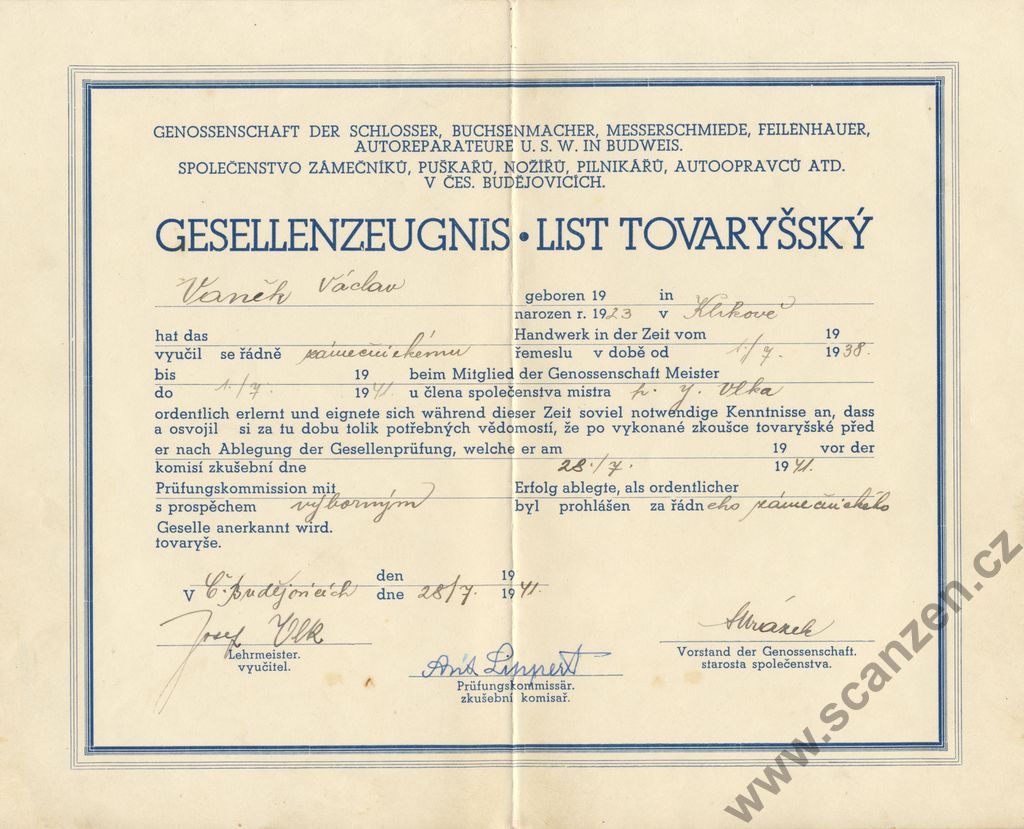 GENOSSENSCHAFT DER SCHLOSSER, BÜCHSENMACHER, MESSERSCHMIEDE, FEILENHAUER,
AUTOREPARATEURE U. S. W. IN BUDWEIS.
SPOLEČENSTVO ZÁMEČNÍKŮ, PUŠKAŘŮ, NOŽÍŘŮ, PILNIKÁŘŮ, AUTOOPRAVCŮ ATD.
V ČES. BUDĚJOVICÍCH.
GESELLENZEUGNIS • LIST TOVARYŠSKÝ
Vaněk Václav geboren 19 in
narozen r. 1923 v
hat das Handwerk in der Zeit vom 19
vyučil se řádně zámečnickému řemeslu v době od 1./7. 1938.
bis 19 beim Mitglied der Genossenschaft Meister
do 1./7. 1941. u člena společenstva mistra p. J. Vlka
ordentlich erlernt und eignete sich während dieser Zeit soviel notwendige Kenntnisse an, dass
a osvojil si za tu dobu tolik potřebných vědomostí, že po vykonané zkoušce tovaryšské před
er nach Ablegung der Gesellenprüfung, welche er am 19 vor der
komisí zkušební dne 28./7. 1941.
Prüfungskommission mit Erfolg ablegte, als ordentlicher
s prospěchem výborným byl prohlášen za řádneho zámečnického
Geselle anerkannt wird.
tovaryše.
den 19
V Č. Budějovicích dne 28/7. 1941.
Josef Vlk
Lehrmeister.
vyučitel.
Lippert
Prüfungskommissär.
zkušební komisař.
Vorstand der Genossenschaft.
starosta společenstva.
www.scanzen.cz